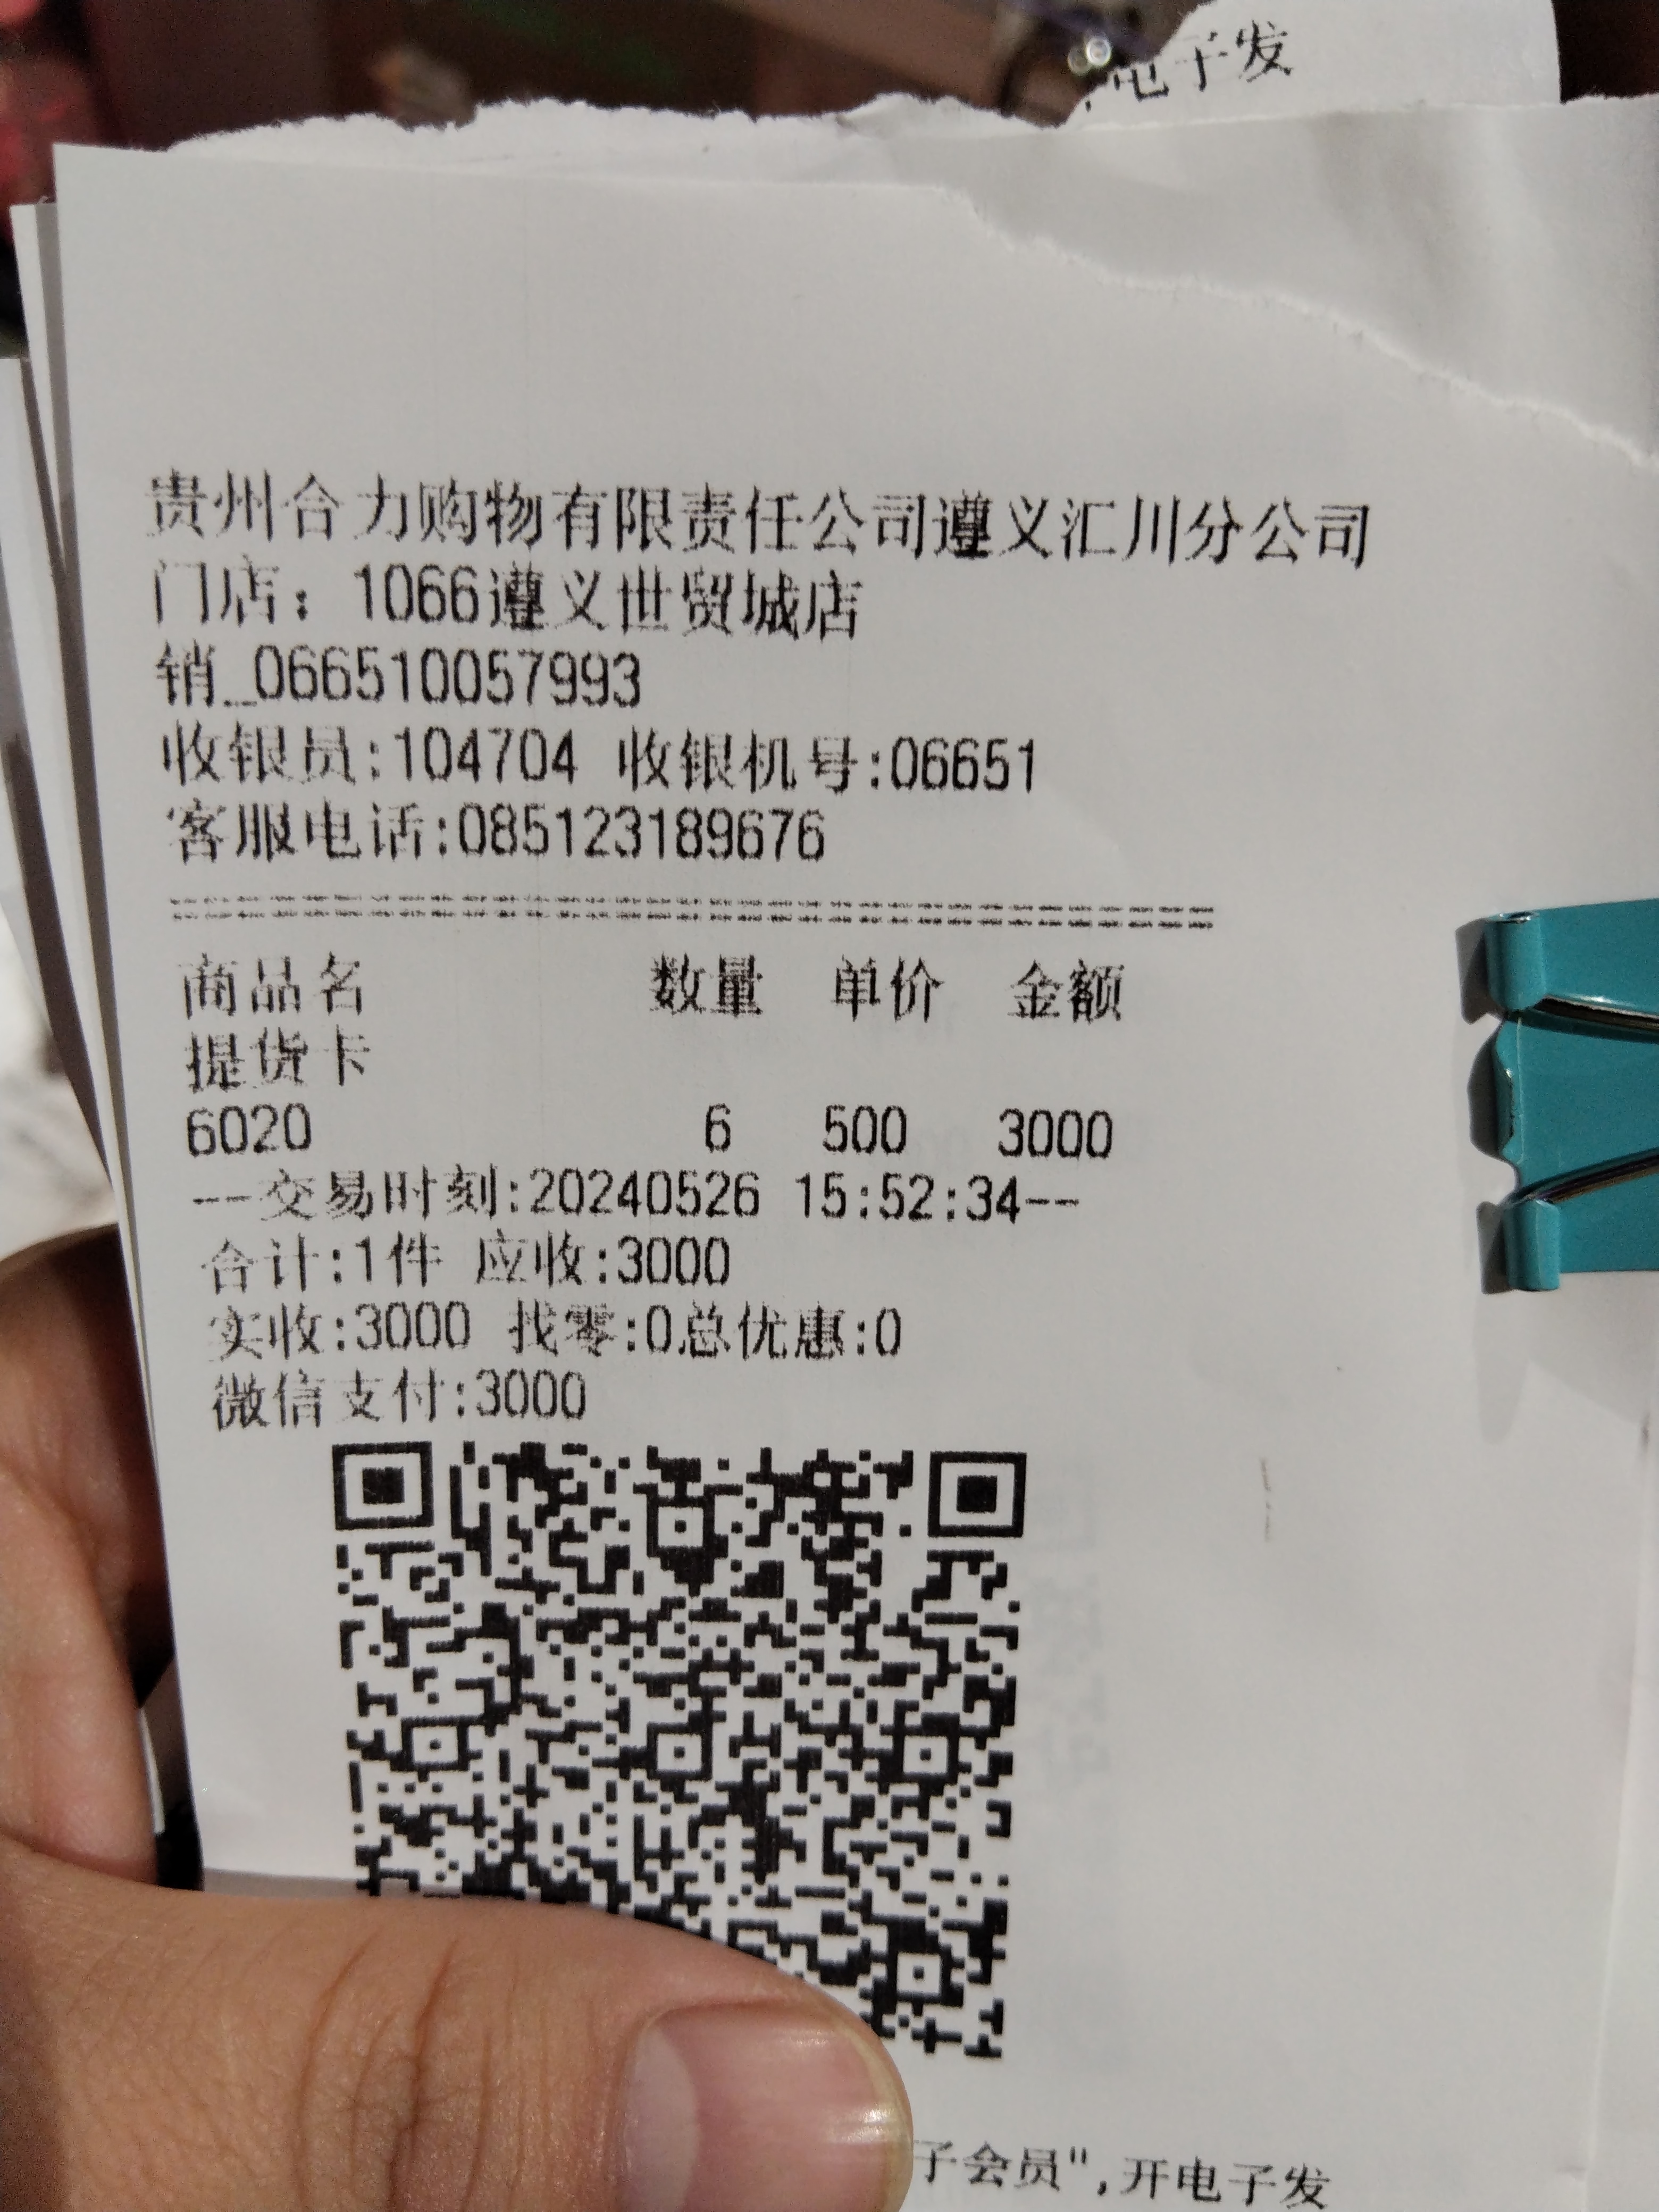 电子发
贵州合力购物有限责任公司遵义汇川分公司
门店：1066遵义世贸城店
销_066510057993
收银员:104704 收银机号:06651
客服电话:085123189676
========================================
商品名 数量 单价 金额
提货卡
6020 6 500 3000
--交易时刻:20240526 15:52:34--
合计:1件 应收:3000
实收:3000 找零:0总优惠:0
微信支付:3000
子会员",开电子发